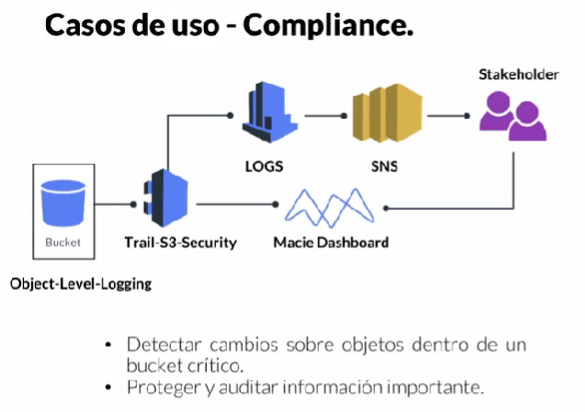 Casos de uso - Compliance.
Stakeholder
LOGS
SNS
Bucket
Trail-S3-Security
Macie Dashboard
Object-Level-Logging
• Detectar cambios sobre objetos dentro de un
bucket crítico.
• Proteger y auditar información importante.